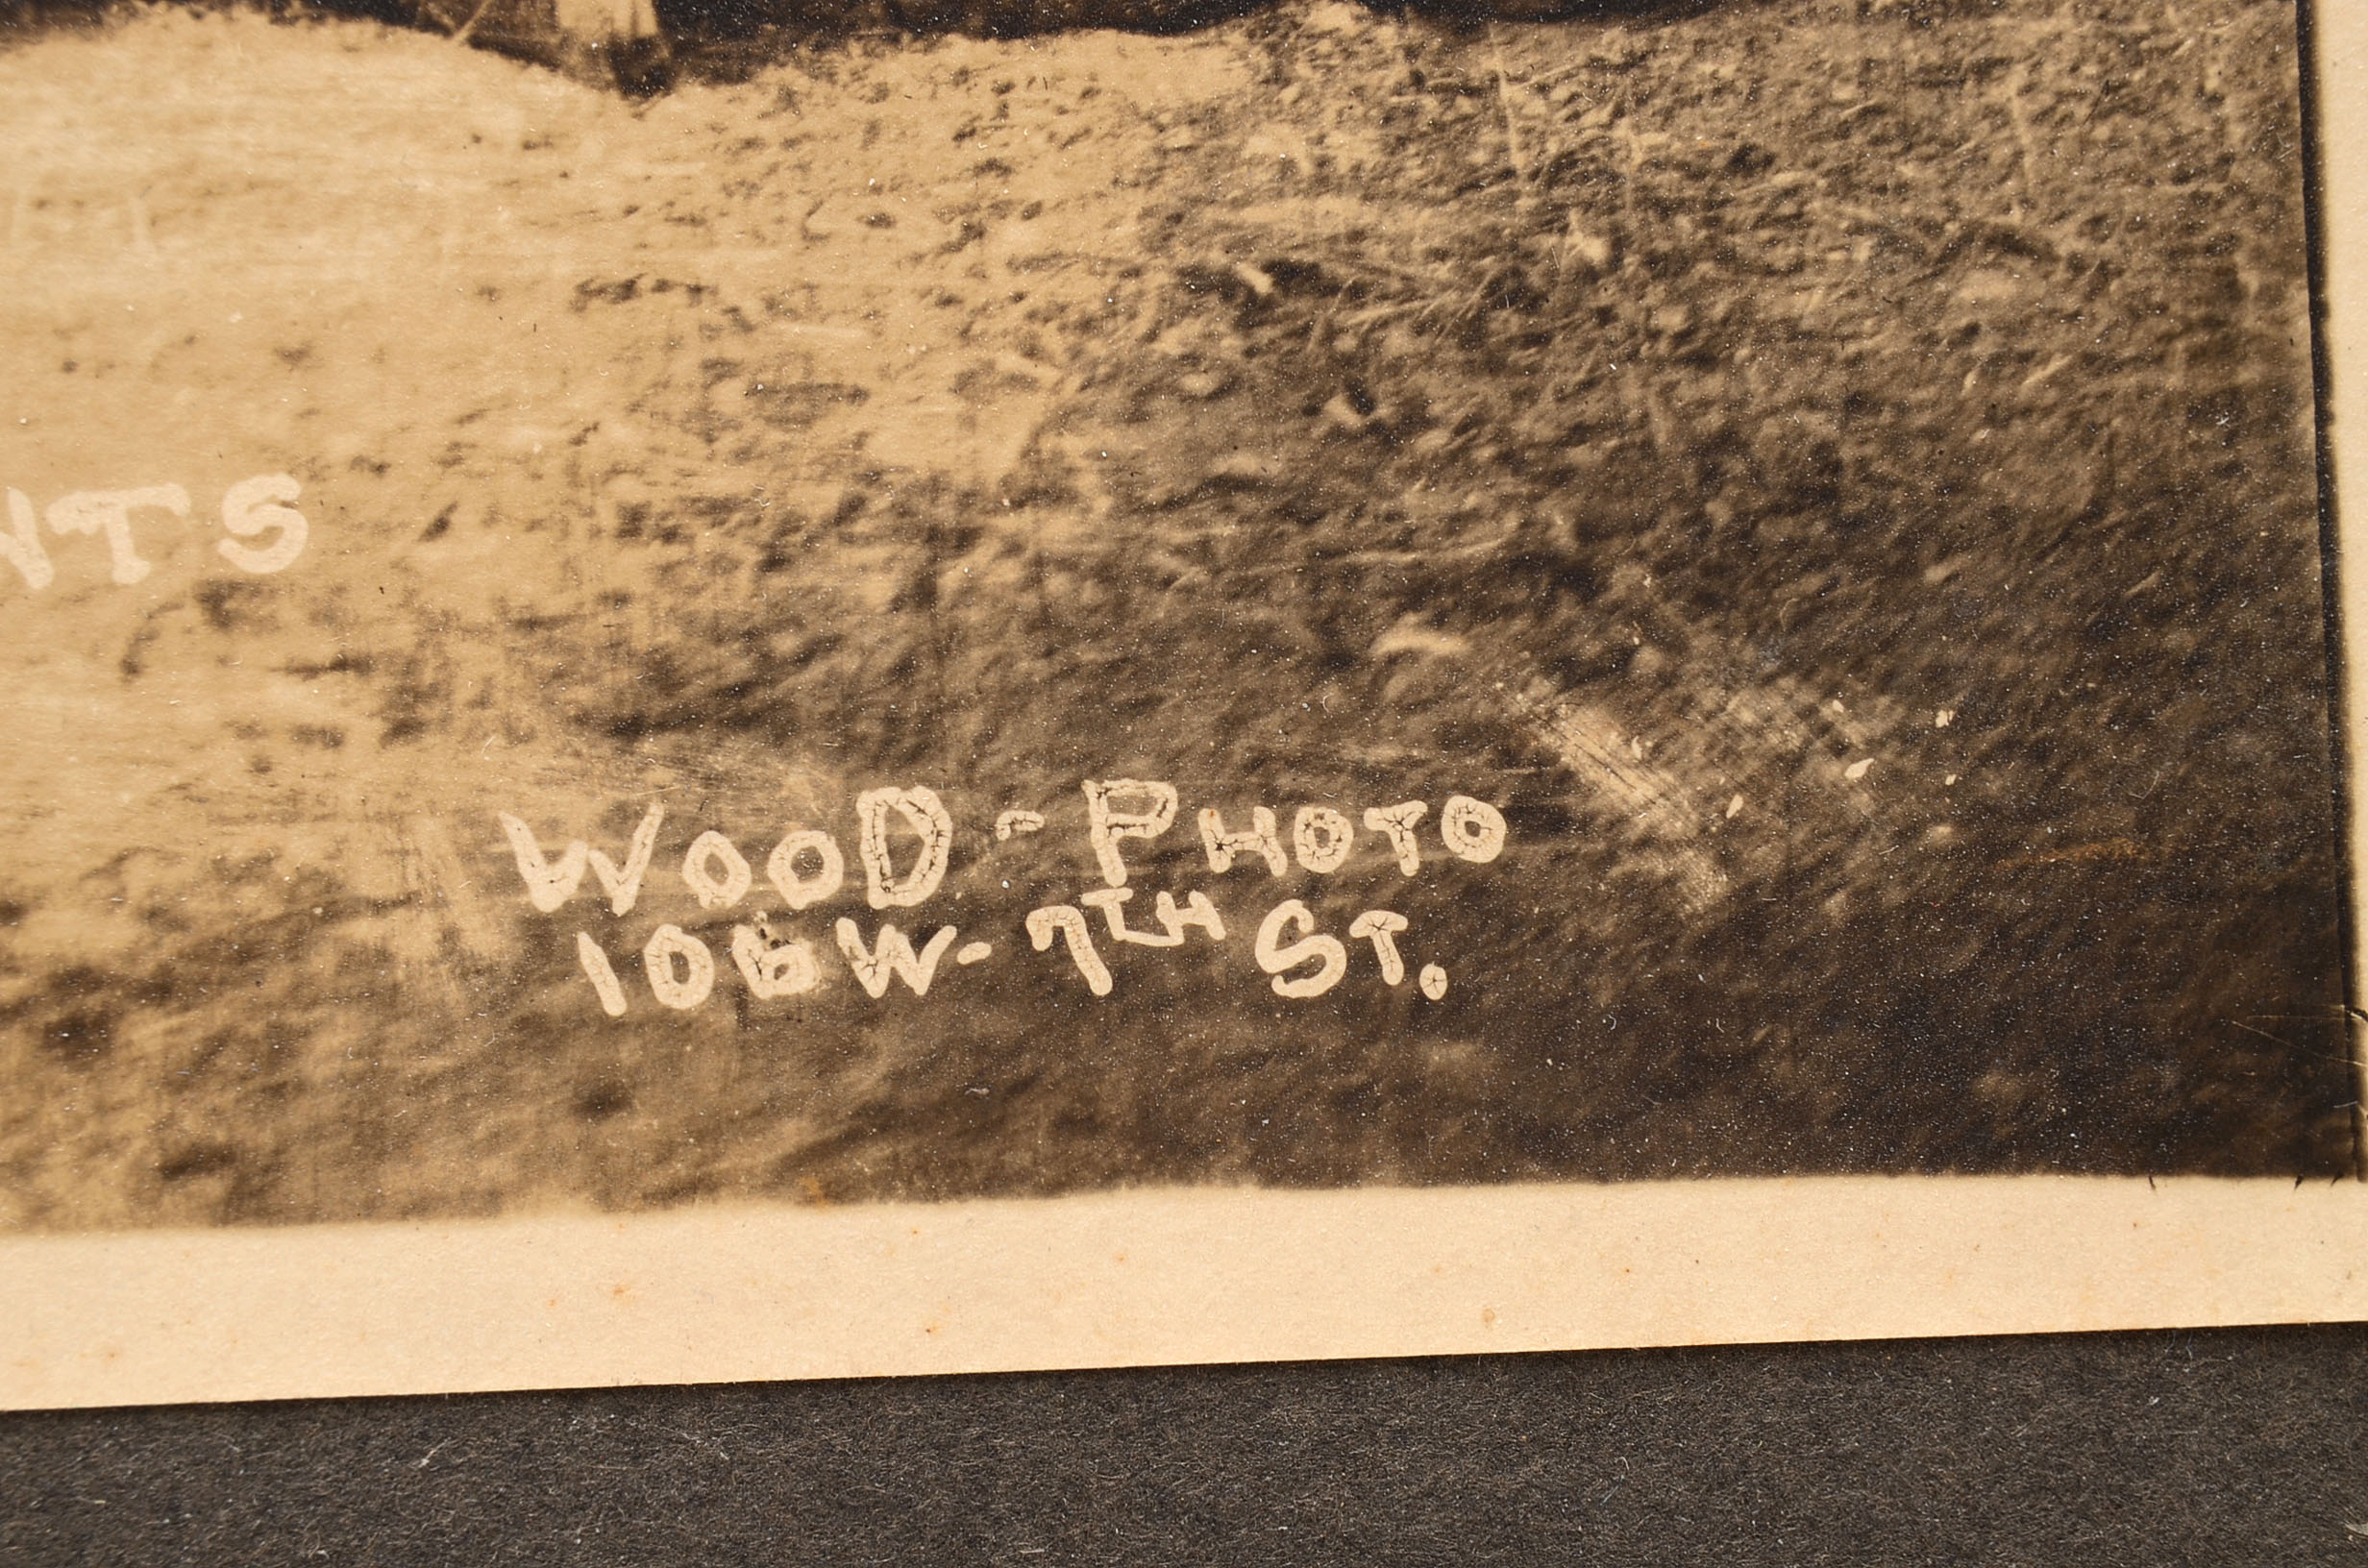 NTS
WOOD - PHOTO
106 W- 7TH ST.